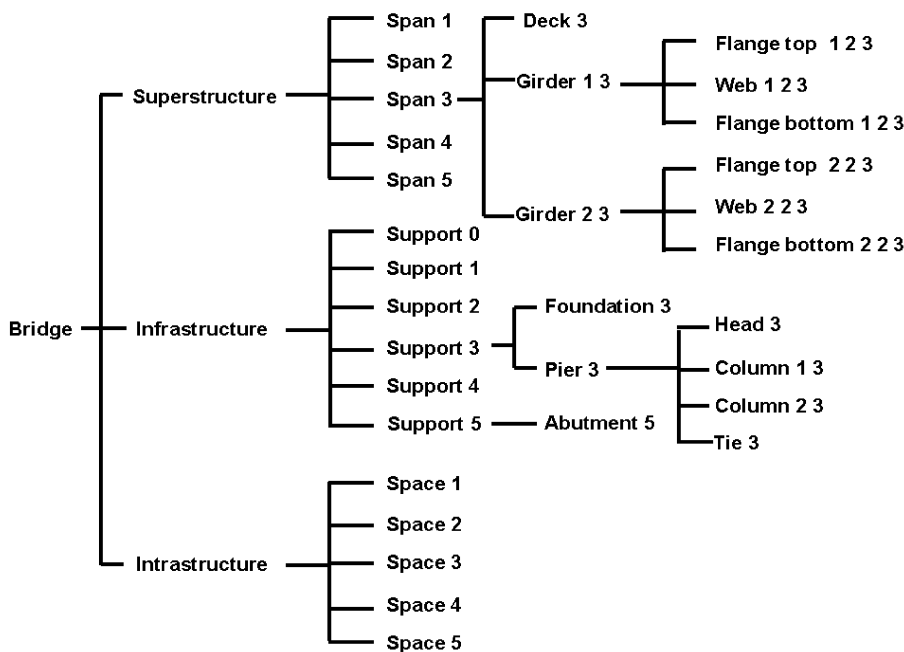 Span 1
Span 2
Span 3
Span 4
Span 5
Superstructure
Deck 3
Girder 1 3
Girder 2 3
Flange top 1 2 3
Web 1 2 3
Flange bottom 1 2 3
Flange top 2 2 3
Web 2 2 3
Flange bottom 2 2 3
Bridge
Infrastructure
Support 0
Support 1
Support 2
Support 3
Support 4
Support 5
Foundation 3
Pier 3
Abutment 5
Head 3
Column 1 3
Column 2 3
Tie 3
Intrastructure
Space 1
Space 2
Space 3
Space 4
Space 5